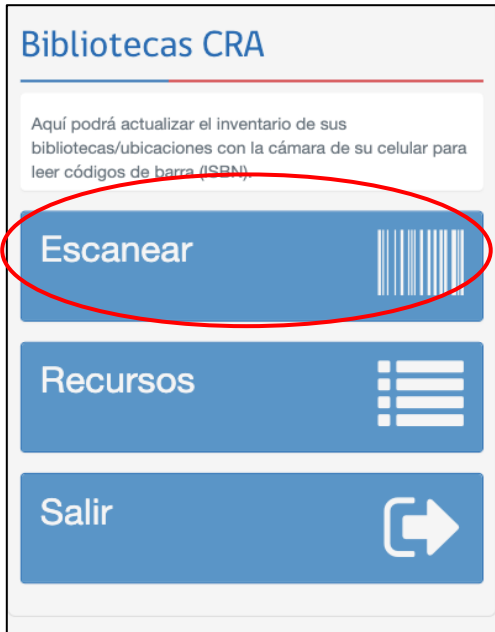 Bibliotecas CRA
Aquí podrá actualizar el inventario de sus
bibliotecas/ubicaciones con la cámara de su celular para
leer códigos de barra (ISBN).
Escanear
Recursos
Salir